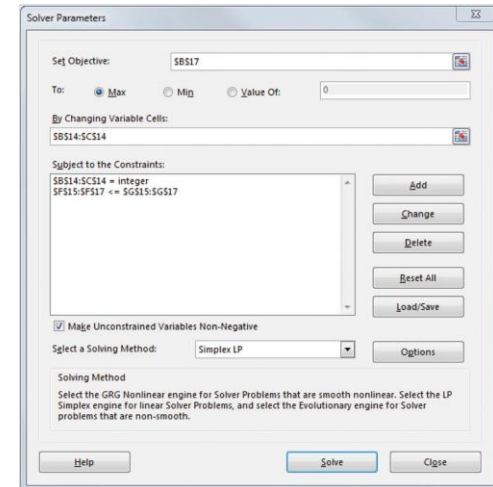 Solver Parameters
Set Objective: $B$17
To: Max Min Value Of: 0
By Changing Variable Cells:
$B$14:$C$14
Subject to the Constraints:
$B$14:$C$14 = integer
$F$15:$F$17 <= $G$15:$G$17
Add
Change
Delete
Reset All
Load/Save
Make Unconstrained Variables Non-Negative
Select a Solving Method: Simplex LP Options
Solving Method
Select the GRG Nonlinear engine for Solver Problems that are smooth nonlinear. Select the LP
Simplex engine for linear Solver Problems, and select the Evolutionary engine for Solver
problems that are non-smooth.
Help Solve Close